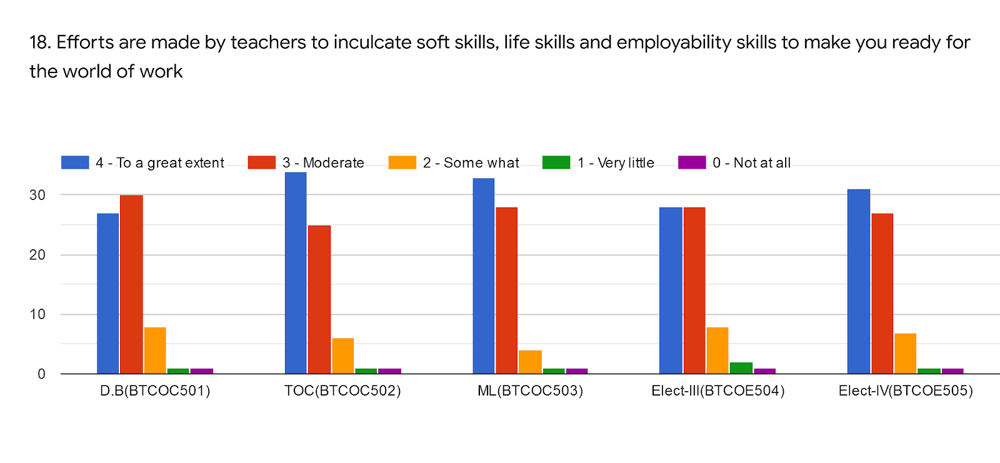 18. Efforts are made by teachers to inculcate soft skills, life skills and employability skills to make you ready for
the world of work
4 - To a great extent 3 - Moderate 2 - Some what 1 - Very little 0 - Not at all
30
20
10
0
D.B(BTCOC501) TOC(BTCOC502) ML(BTCOC503) Elect-III(BTCOE504) Elect-IV(BTCOE505)